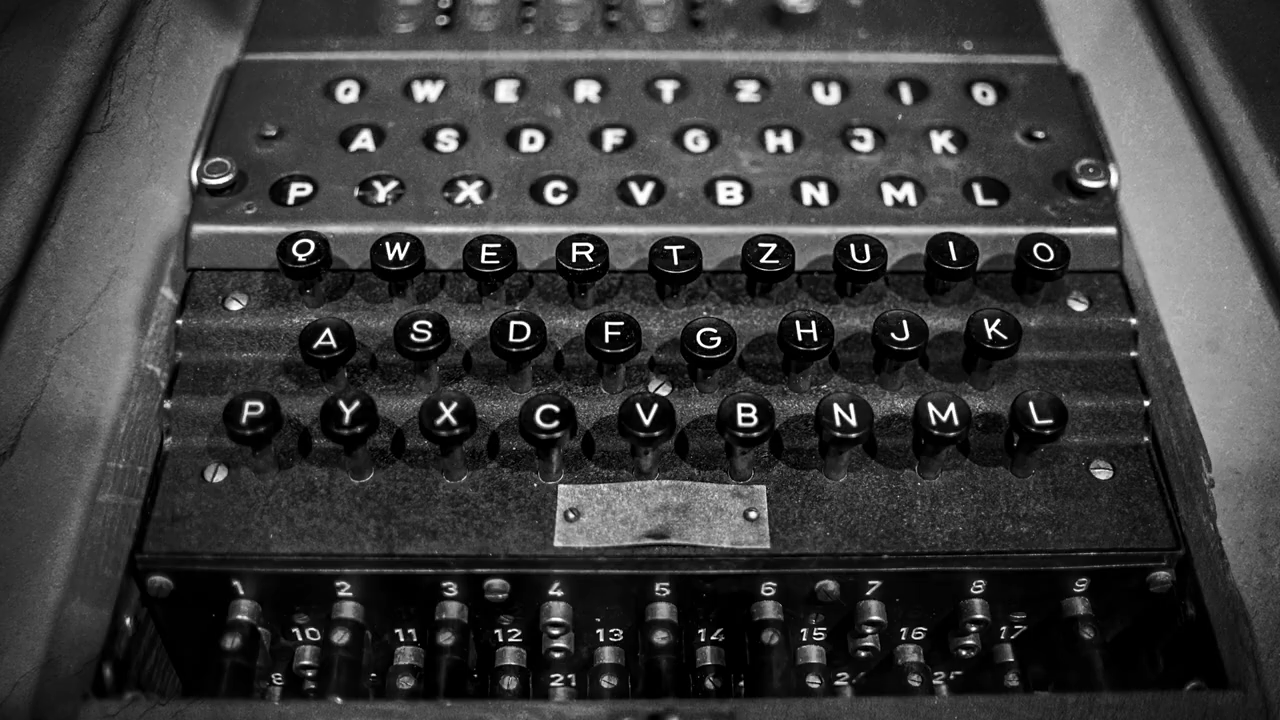 Q W E R T Z U I O
A S D F G H J K
P Y X C V B N M L
Q W E R T Z U I O
A S D F G H J K
P Y X C V B N M L
1 2 3 4 5 6 7 8 9
10 11 12 13 14 15 16 17
21